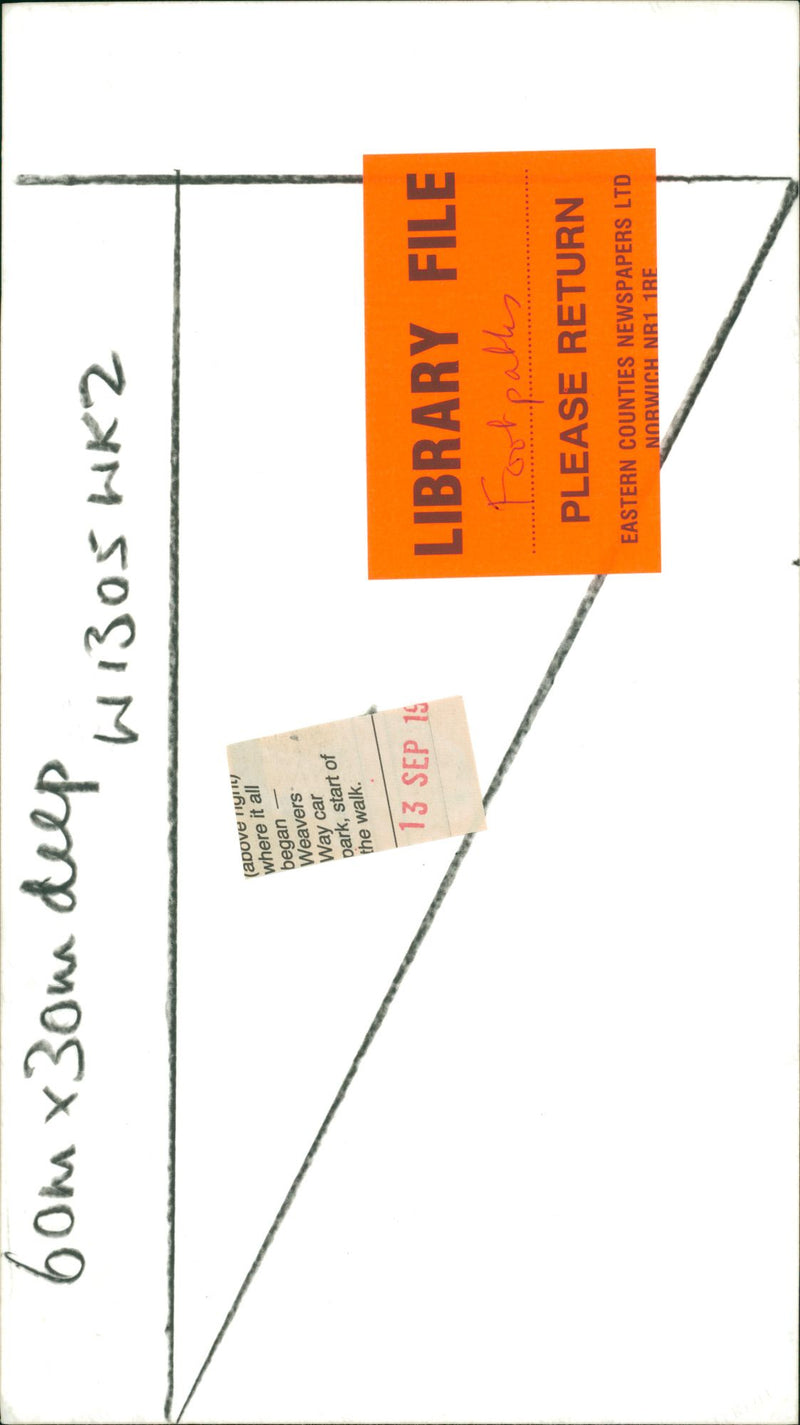 60m x 30m deep
W1305 WK2
(above right)
where it all
began —
Weavers
Way car
park, start of
the walk.
13 SEP 19
LIBRARY FILE
Footpaths
PLEASE RETURN
EASTERN COUNTIES NEWSPAPERS LTD
NORWICH NR1 1RE